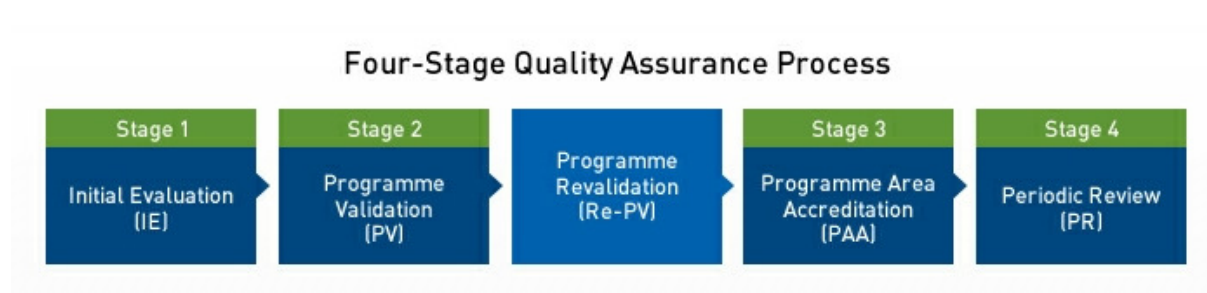 Four-Stage Quality Assurance Process
Stage 1
Initial Evaluation
(IE)
Stage 2
Programme
Validation
(PV)
Programme
Revalidation
(Re-PV)
Stage 3
Programme Area
Accreditation
(PAA)
Stage 4
Periodic Review
(PR)